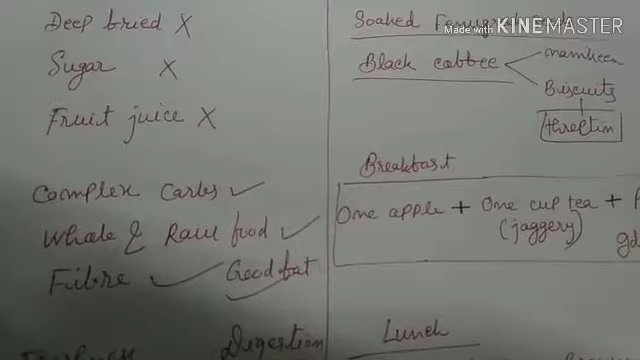 Deep fried X
Sugar X
Fruit juice X
Complex Carbs ✓
Whole & Raw food ✓
Fibre ✓ Good fat ✓
Digestion
Made with KINEMASTER
Soaked
Black coffee
namkeen
Biscuits
threptin
Breakfast
One apple + One cup tea +
(jaggery)
Lunch